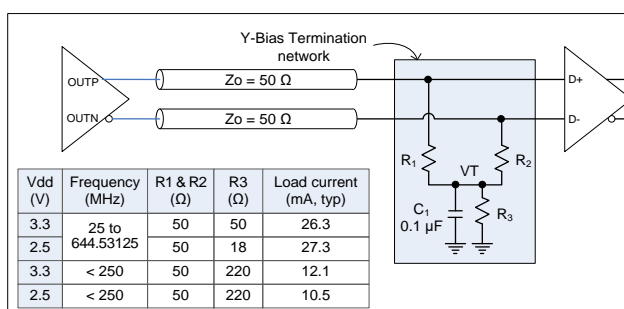 Y-Bias Termination
network
OUTP
OUTN
Zo = 50 Ω
Zo = 50 Ω
D+
D-
R1
VT
R2
C1
0.1 µF
R3
Vdd (V) Frequency (MHz) R1 & R2 (Ω) R3 (Ω) Load current (mA, typ)
3.3 25 to 644.53125 50 50 26.3
2.5 50 18 27.3
3.3 < 250 50 220 12.1
2.5 < 250 50 220 10.5